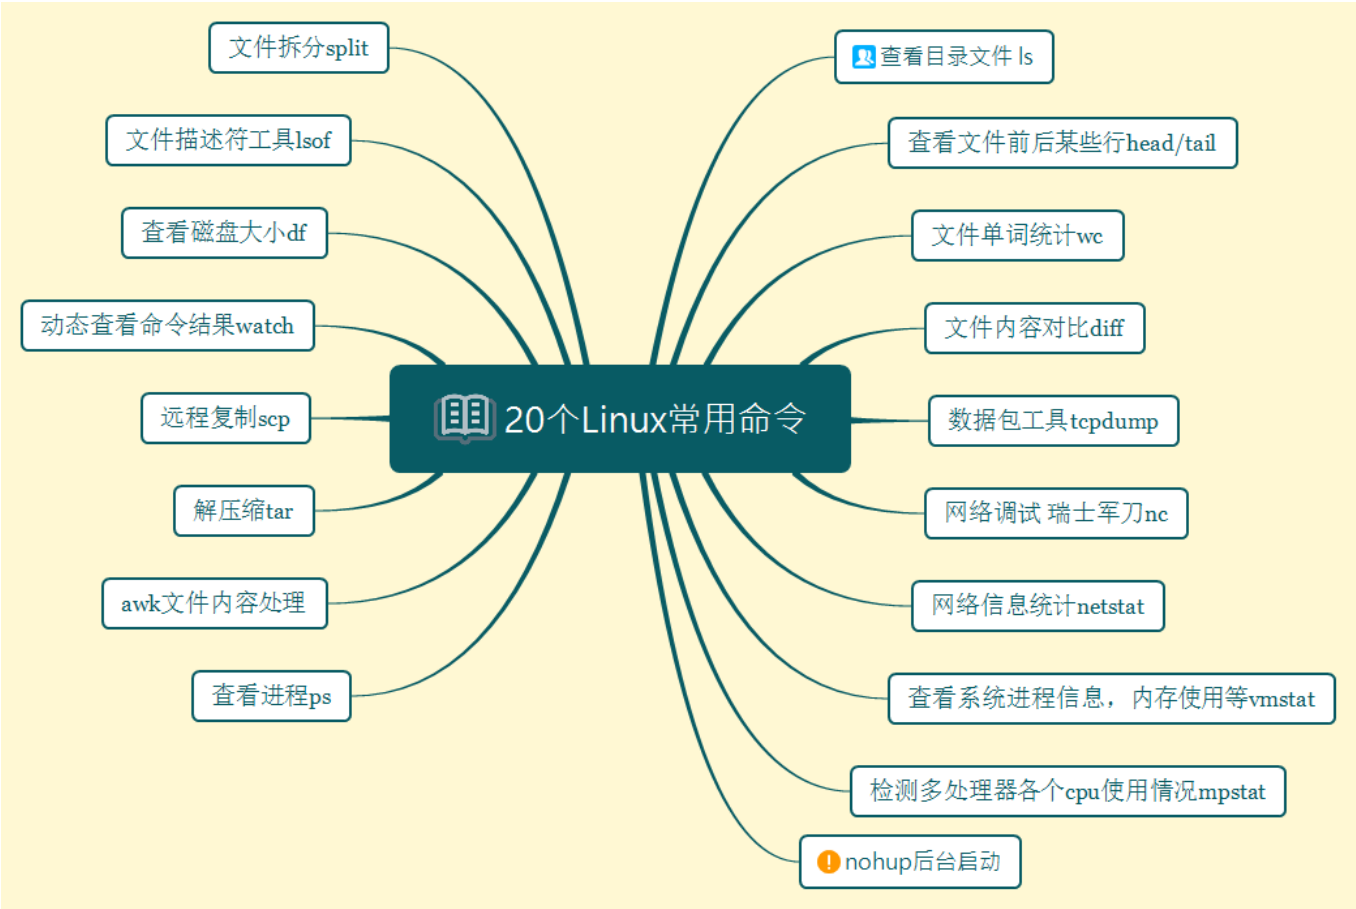 20个Linux常用命令
查看目录文件 ls
查看文件前后某些行head/tail
文件单词统计wc
文件内容对比diff
数据包工具tcpdump
网络调试 瑞士军刀nc
网络信息统计netstat
查看系统进程信息，内存使用等vmstat
检测多处理器各个cpu使用情况mpstat
nohup后台启动
文件拆分split
文件描述符工具lsof
查看磁盘大小df
动态查看命令结果watch
远程复制scp
解压缩tar
awk文件内容处理
查看进程ps